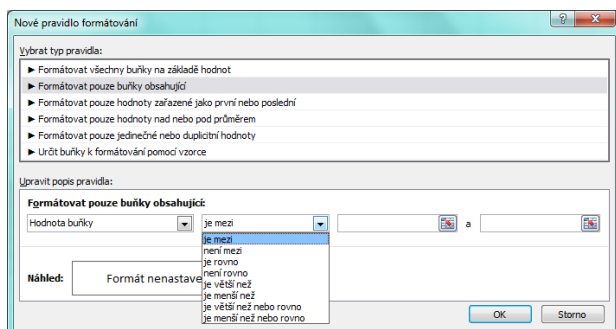 Nové pravidlo formátování
Vybrat typ pravidla:
► Formátovat všechny buňky na základě hodnot
► Formátovat pouze buňky obsahující
► Formátovat pouze hodnoty zařazené jako první nebo poslední
► Formátovat pouze hodnoty nad nebo pod průměrem
► Formátovat pouze jedinečné nebo duplicitní hodnoty
► Určit buňky k formátování pomocí vzorce
Upravit popis pravidla:
Formátovat pouze buňky obsahující:
Hodnota buňky je mezi a
je mezi
není mezi
je rovno
není rovno
je větší než
je menší než
je větší než nebo rovno
je menší než nebo rovno
Náhled: Formát nenastave
OK Storno